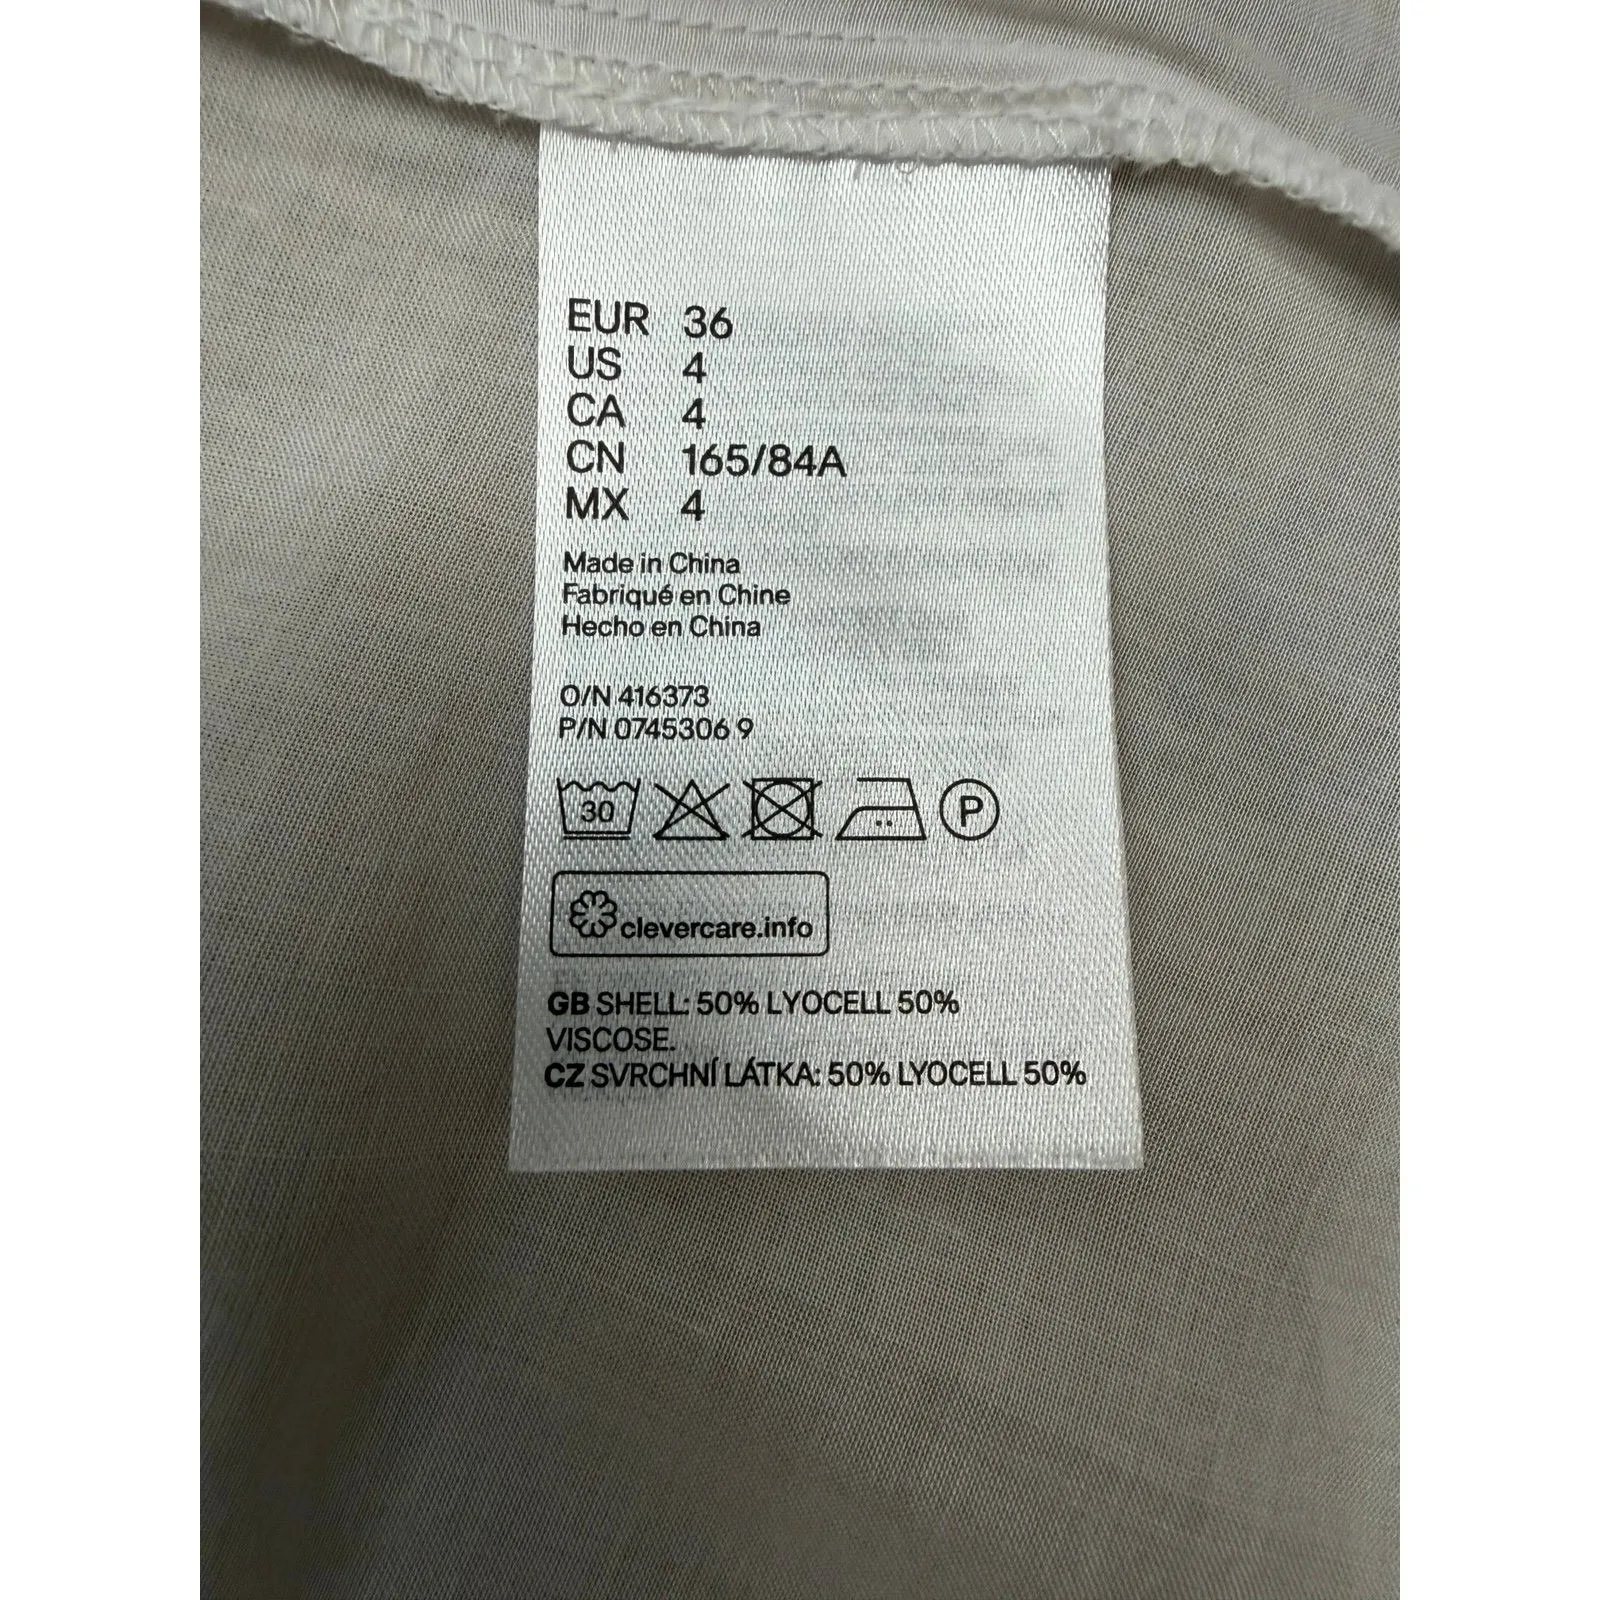 EUR 36
US 4
CA 4
CN 165/84A
MX 4
Made in China
Fabriqué en Chine
Hecho en China
O/N 416373
P/N 0745306 9
30 P
clevercare.info
GB SHELL: 50% LYOCELL 50%
VISCOSE.
CZ SVRCHNÍ LÁTKA: 50% LYOCELL 50%